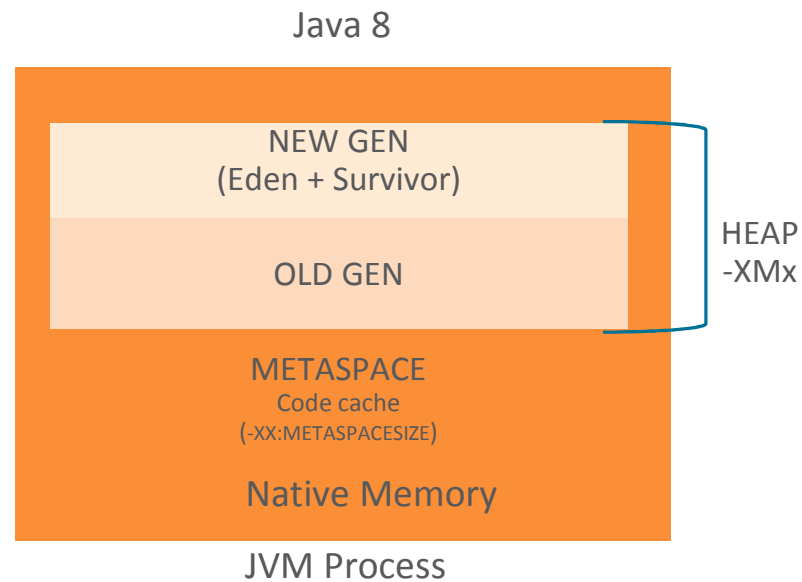 Java 8
NEW GEN
(Eden + Survivor)
OLD GEN
HEAP
-XMx
METASPACE
Code cache
(-XX:METASPACESIZE)
Native Memory
JVM Process